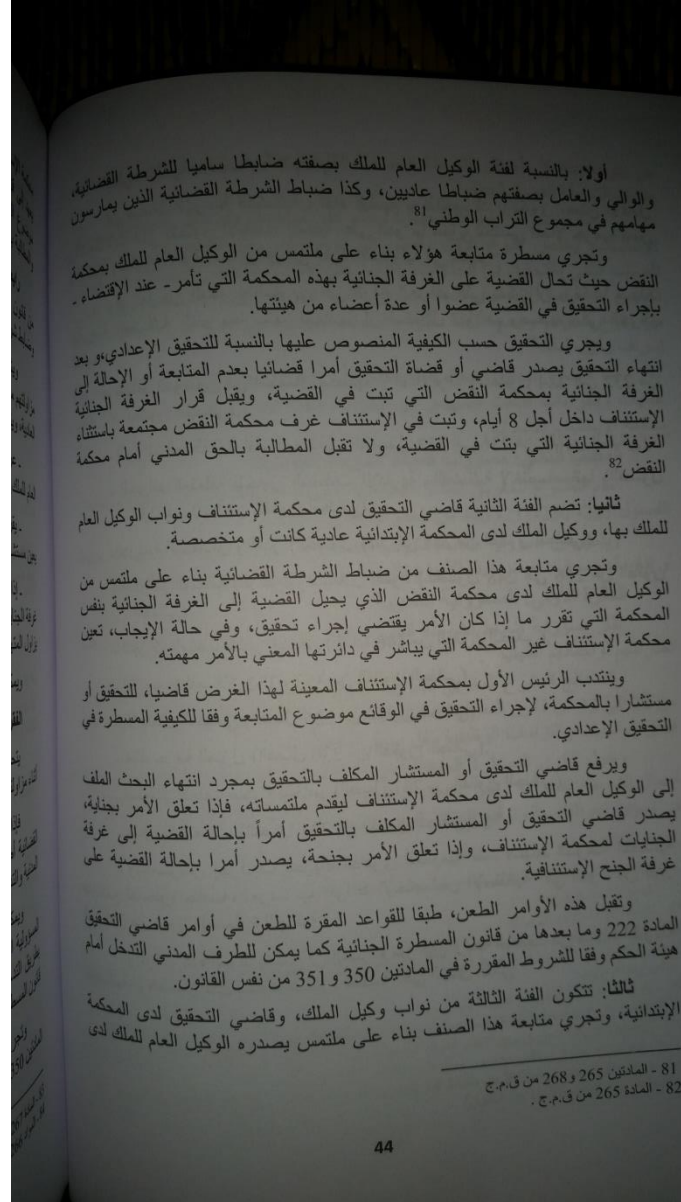 أولا: بالنسبة لفئة الوكيل العام للملك بصفته ضابطا ساميا للشرطة القضائية،
والوالي والعامل بصفتهم ضباطا عاديين، وكذا ضباط الشرطة القضائية الذين يمارسون
مهامهم في مجموع التراب الوطني81.
وتجري مسطرة متابعة هؤلاء بناء على ملتمس من الوكيل العام للملك بمحكمة
النقض حيث تحال القضية على الغرفة الجنائية بهذه المحكمة التي تأمر- عند الإقتضاء -
بإجراء التحقيق في القضية عضوا أو عدة أعضاء من هيئتها.
ويجري التحقيق حسب الكيفية المنصوص عليها بالنسبة للتحقيق الإعدادي،و بعد
انتهاء التحقيق يصدر قاضي أو قضاة التحقيق أمرا قضائيا بعدم المتابعة أو الإحالة إلى
الغرفة الجنائية بمحكمة النقض التي تبت في القضية، ويقبل قرار الغرفة الجنائية
الإستئناف داخل أجل 8 أيام، وتبت في الإستئناف غرف محكمة النقض مجتمعة باستثناء
الغرفة الجنائية التي بتت في القضية، ولا تقبل المطالبة بالحق المدني أمام محكمة
النقض82.
ثانيا: تضم الفئة الثانية قاضي التحقيق لدى محكمة الإستئناف ونواب الوكيل العام
للملك بها، ووكيل الملك لدى المحكمة الإبتدائية عادية كانت أو متخصصة.
وتجري متابعة هذا الصنف من ضباط الشرطة القضائية بناء على ملتمس من
الوكيل العام للملك لدى محكمة النقض الذي يحيل القضية إلى الغرفة الجنائية بنفس
المحكمة التي تقرر ما إذا كان الأمر يقتضي إجراء تحقيق، وفي حالة الإيجاب، تعين
محكمة الإستئناف غير المحكمة التي يباشر في دائرتها المعني بالأمر مهمته.
وينتدب الرئيس الأول بمحكمة الإستئناف المعينة لهذا الغرض قاضيا، للتحقيق أو
مستشارا بالمحكمة، لإجراء التحقيق في الوقائع موضوع المتابعة وفقا للكيفية المسطرة في
التحقيق الإعدادي.
ويرفع قاضي التحقيق أو المستشار المكلف بالتحقيق بمجرد انتهاء البحث الملف
إلى الوكيل العام للملك لدى محكمة الإستئناف ليقدم ملتمساته، فإذا تعلق الأمر بجناية،
يصدر قاضي التحقيق أو المستشار المكلف بالتحقيق أمراً بإحالة القضية إلى غرفة
الجنايات لمحكمة الإستئناف، وإذا تعلق الأمر بجنحة، يصدر أمرا بإحالة القضية على
غرفة الجنح الإستئنافية.
وتقبل هذه الأوامر الطعن، طبقا للقواعد المقررة للطعن في أوامر قاضي التحقيق
المادة 222 وما بعدها من قانون المسطرة الجنائية كما يمكن للطرف المدني التدخل أمام
هيئة الحكم وفقا للشروط المقررة في المادتين 350 و 351 من نفس القانون.
ثالثا: تتكون الفئة الثالثة من نواب وكيل الملك، وقاضي التحقيق لدى المحكمة
الإبتدائية، وتجري متابعة هذا الصنف بناء على ملتمس يصدره الوكيل العام للملك لدى
81 - المادتين 265 و268 من ق.م.ج
82 - المادة 265 من ق.م.ج .
44